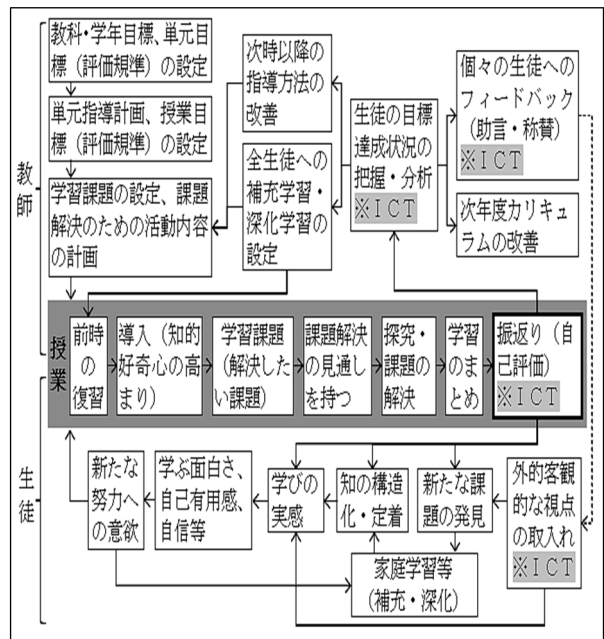 教科・学年目標、単元目
標（評価規準）の設定
単元指導計画、授業目
標（評価規準）の設定
学習課題の設定、課題
解決のための活動内容
の計画
次時以降の
指導方法の
改善
全生徒への
補充学習・
深化学習の
設定
生徒の目標
達成状況の
把握・分析
※ＩＣＴ
個々の生徒への
フィードバック
（助言・称賛）
※ＩＣＴ
次年度カリキュ
ラムの改善
教師
授業
前時
の
復習
導入（知的
好奇心の高
まり）
学習課題
（解決した
い課題）
課題解決
の見通し
を持つ
探究・
課題の
解決
学習
のま
とめ
振返り（自
己評価）
※ＩＣＴ
生徒
新たな
努力へ
の意欲
学ぶ面白さ、
自己有用感、
自信等
学びの
実感
知の構造
化・定着
新たな課
題の発見
外的客観
的な視点
の取入れ
※ＩＣＴ
家庭学習等
（補充・深化）